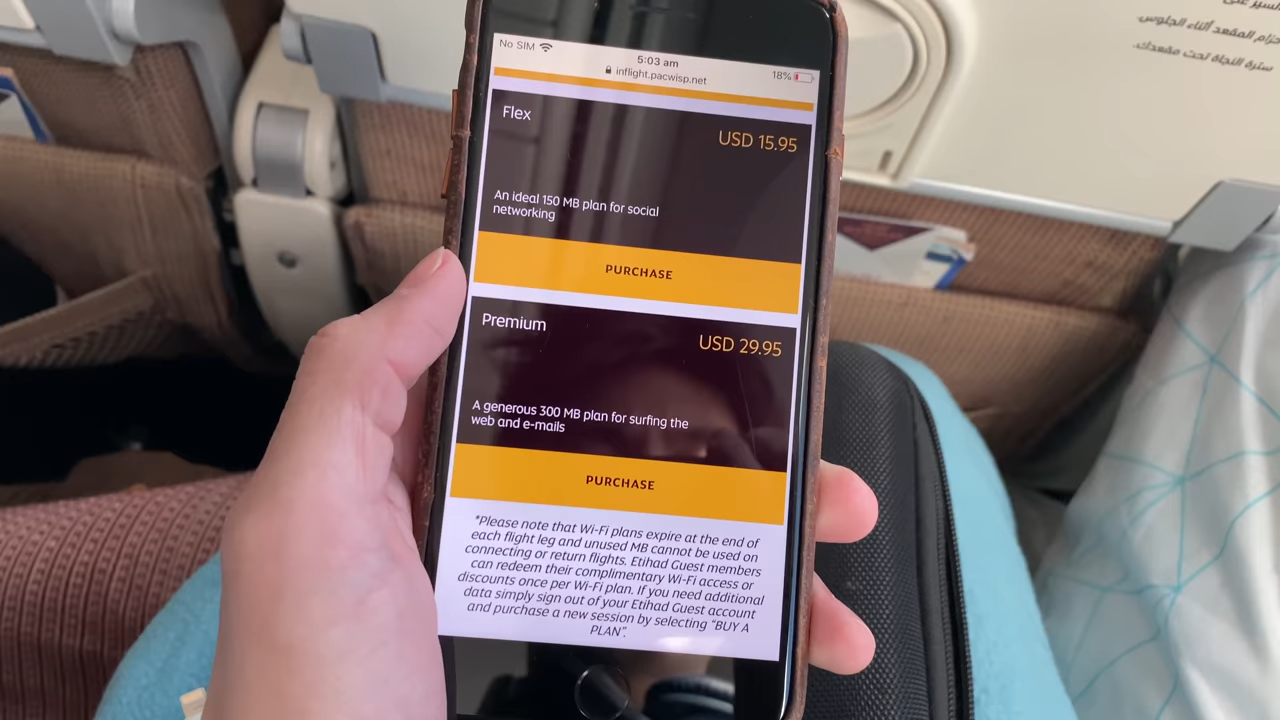 السير على
حزام المقعد أثناء الجلوس.
سترة النجاة تحت مقعدك.
No SIM
5:03 am
18%
inflight.pacwisp.net
Flex
USD 15.95
An ideal 150 MB plan for social
networking
PURCHASE
Premium
USD 29.95
A generous 300 MB plan for surfing the
web and e-mails
PURCHASE
*Please note that Wi-Fi plans expire at the end of
each flight leg and unused MB cannot be used on
connecting or return flights. Etihad Guest members
can redeem their complimentary Wi-Fi access or
discounts once per Wi-Fi plan. If you need additional
data simply sign out of your Etihad Guest account
and purchase a new session by selecting "BUY A
PLAN".